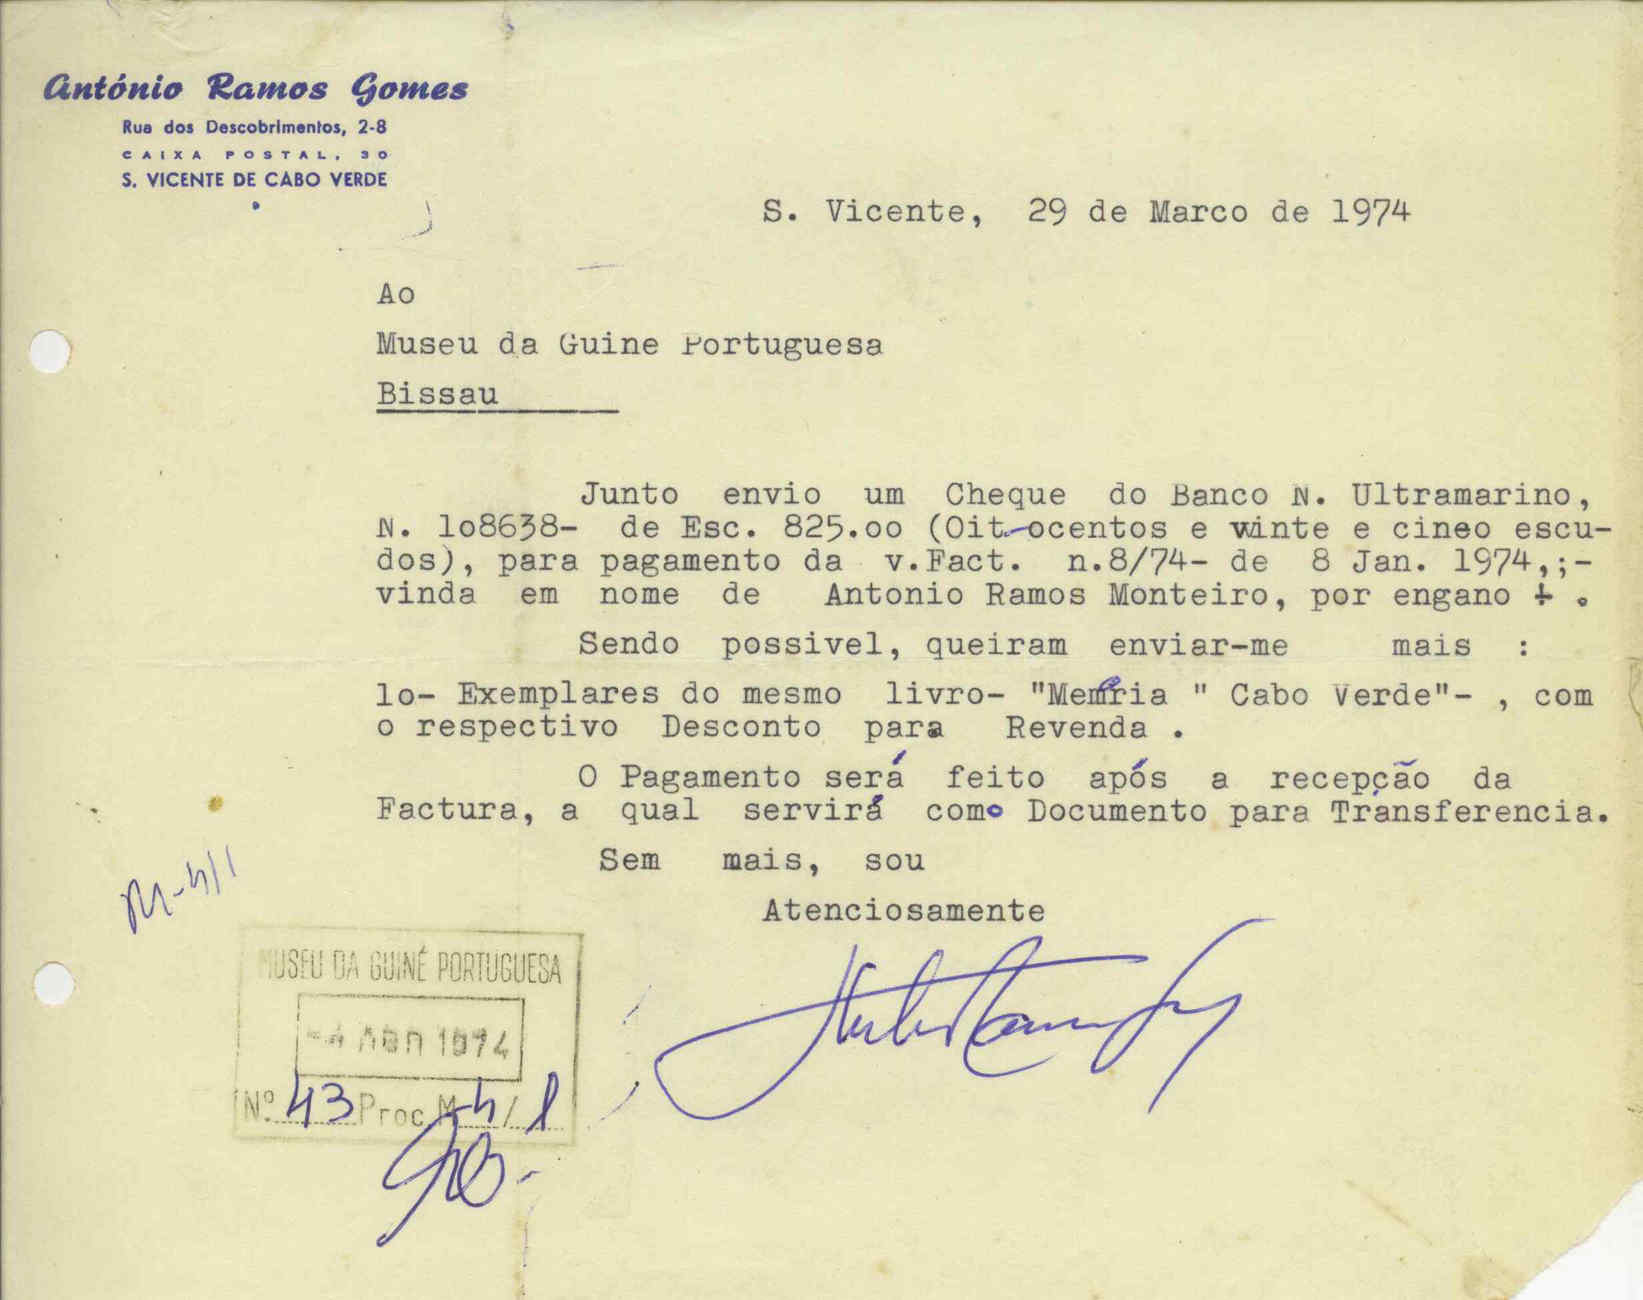 António Ramos Gomes
Rua dos Descobrimentos, 2-8
CAIXA POSTAL, 30
S. VICENTE DE CABO VERDE
S. Vicente, 29 de Marco de 1974
Ao
Museu da Guine Portuguesa
Bissau
Junto envio um Cheque do Banco N. Ultramarino,
N. lo8638- de Esc. 825.oo (Oit-ocentos e vinte e cineo escu-
dos), para pagamento da v.Fact. n.8/74- de 8 Jan. 1974,;-
vinda em nome de Antonio Ramos Monteiro, por engano .
Sendo possivel, queiram enviar-me mais :
lo- Exemplares do mesmo livro- "Memória " Cabo Verde"- , com
o respectivo Desconto para Revenda .
O Pagamento será feito após a recepção da
Factura, a qual servirá como Documento para Transferencia.
Sem mais, sou
Atenciosamente
M-4/1
MUSEU DA GUINÉ PORTUGUESA
-4 ABR 1974
Nº 43 Proc M-4/1